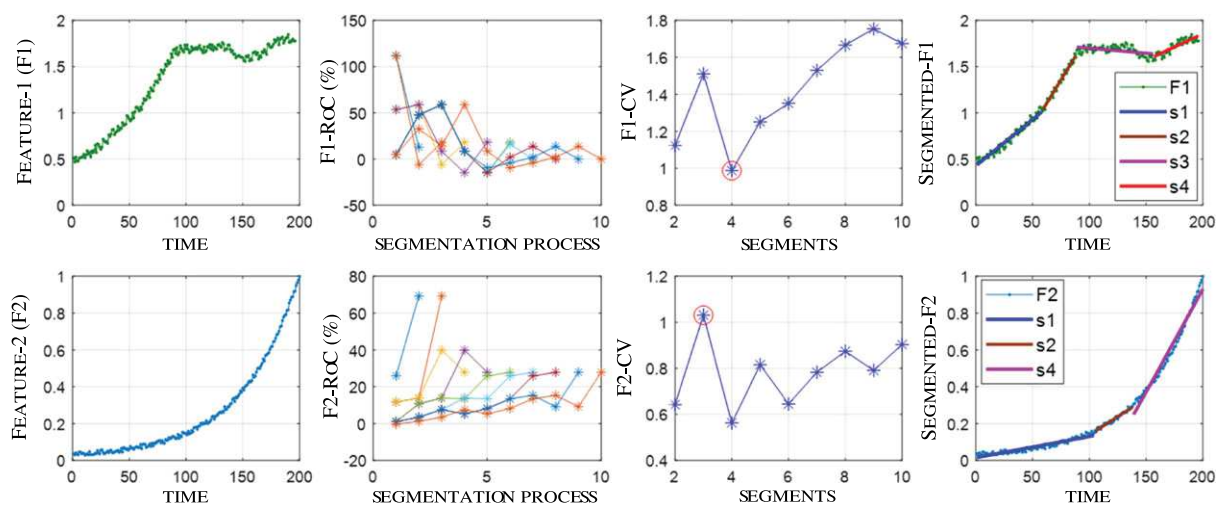 2
1.5
1
0.5
0
0 50 100 150 200
FEATURE-1 (F1)
TIME
150
100
50
0
-50
0 5 10
F1-ROC (%)
SEGMENTATION PROCESS
1.8
1.6
1.4
1.2
1
0.8
2 4 6 8 10
F1-CV
SEGMENTS
2
1.5
1
0.5
0
0 50 100 150 200
SEGMENTED-F1
TIME
F1
s1
s2
s3
s4
1
0.8
0.6
0.4
0.2
0
0 50 100 150 200
FEATURE-2 (F2)
TIME
80
60
40
20
0
-20
0 5 10
F2-ROC (%)
SEGMENTATION PROCESS
1.2
1
0.8
0.6
0.4
2 4 6 8 10
F2-CV
SEGMENTS
1
0.8
0.6
0.4
0.2
0
0 50 100 150 200
SEGMENTED-F2
TIME
F2
s1
s2
s4